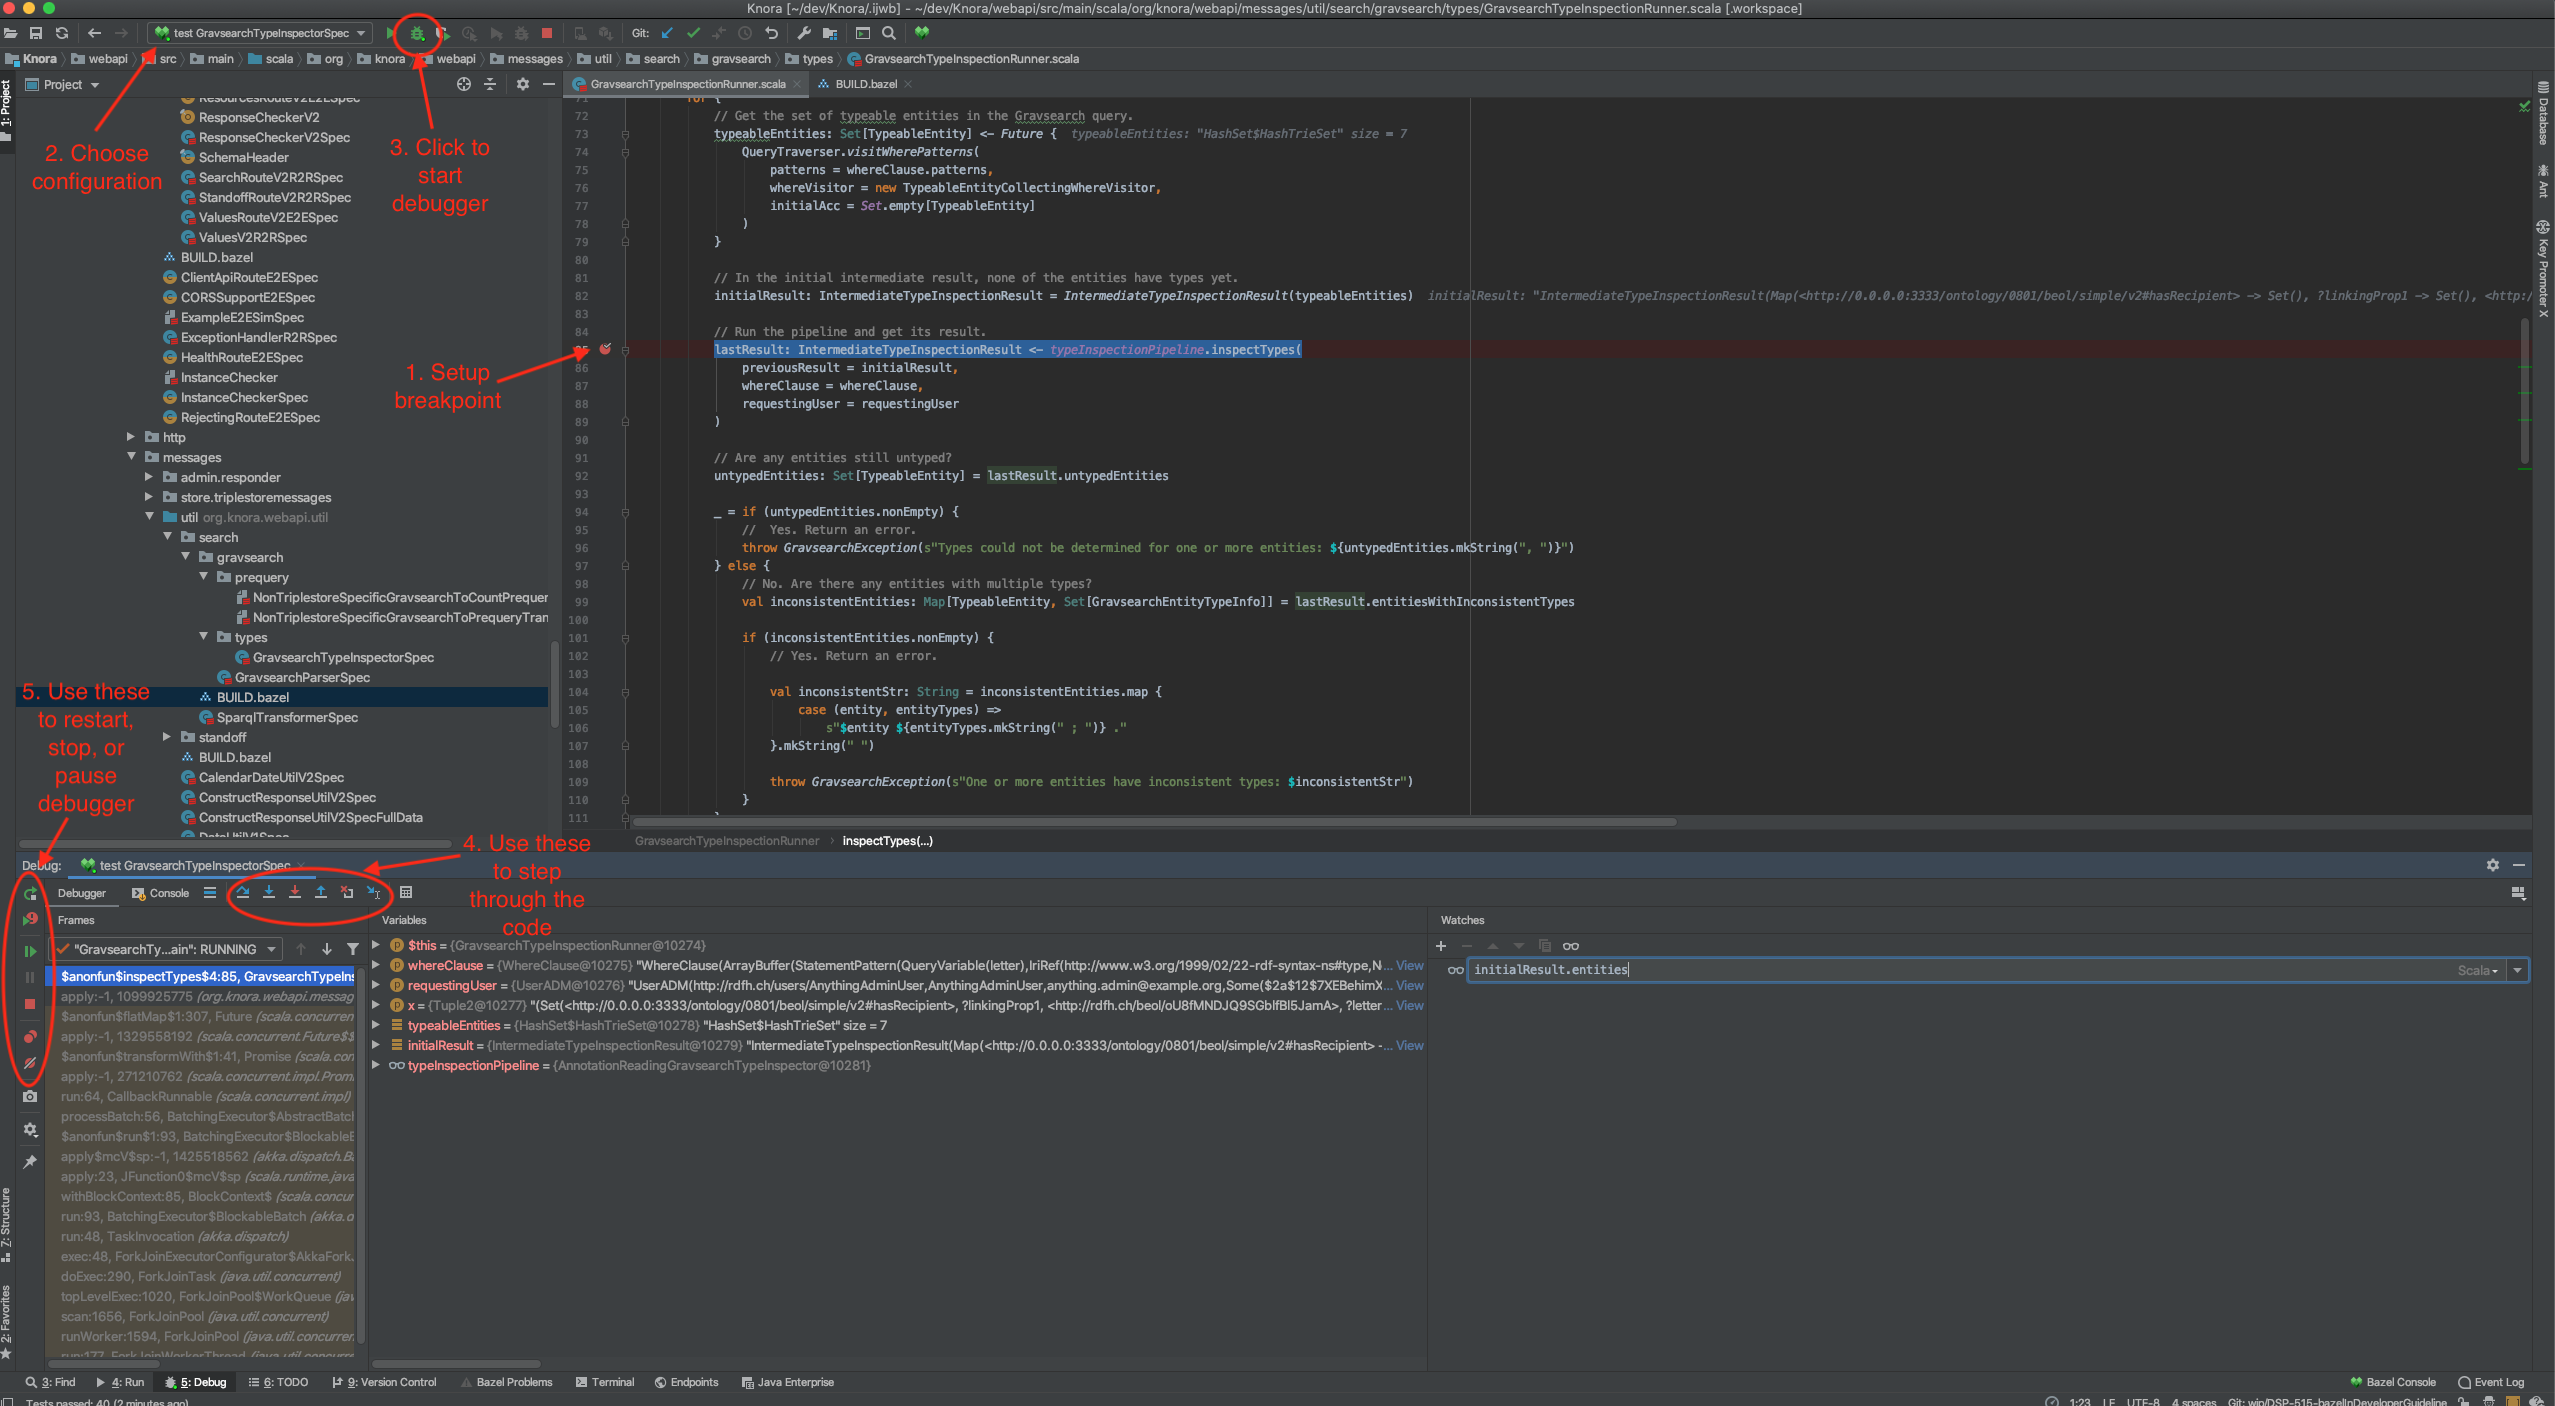 Knora [~/dev/Knora/.ijwb] - ~/dev/Knora/webapi/src/main/scala/org/knora/webapi/messages/util/search/gravsearch/types/GravsearchTypeInspectionRunner.scala [.workspace]
test GravsearchTypeInspectorSpec
Git:
Knora webapi src main scala org knora webapi messages util search gravsearch types GravsearchTypeInspectionRunner.scala
1: Project
Project
GravsearchTypeInspectionRunner.scala
BUILD.bazel
ResourcesRouteV2E2ESpec
ResponseCheckerV2
ResponseCheckerV2Spec
SchemaHeader
SearchRouteV2R2RSpec
StandoffRouteV2R2RSpec
ValuesRouteV2E2ESpec
ValuesV2R2RSpec
BUILD.bazel
ClientApiRouteE2ESpec
CORSSupportE2ESpec
ExampleE2ESimSpec
ExceptionHandlerR2RSpec
HealthRouteE2ESpec
InstanceChecker
InstanceCheckerSpec
RejectingRouteE2ESpec
http
messages
admin.responder
store.triplestoremessages
util org.knora.webapi.util
search
gravsearch
prequery
NonTriplestoreSpecificGravsearchToCountPrequer
NonTriplestoreSpecificGravsearchToPrequeryTran
types
GravsearchTypeInspectorSpec
GravsearchParserSpec
BUILD.bazel
SparqlTransformerSpec
standoff
BUILD.bazel
CalendarDateUtilV2Spec
ConstructResponseUtilV2Spec
ConstructResponseUtilV2SpecFullData
DateUtilV1Spec
2. Choose
configuration
3. Click to
start
debugger
1. Setup
breakpoint
5. Use these
to restart,
stop, or
pause
debugger
4. Use these
to step
through the
code
71 for {
72 // Get the set of typeable entities in the Gravsearch query.
73 typeableEntities: Set[TypeableEntity] <- Future { typeableEntities: "HashSet$HashTrieSet" size = 7
74 QueryTraverser.visitWherePatterns(
75 patterns = whereClause.patterns,
76 whereVisitor = new TypeableEntityCollectingWhereVisitor,
77 initialAcc = Set.empty[TypeableEntity]
78 )
79 }
80
81 // In the initial intermediate result, none of the entities have types yet.
82 initialResult: IntermediateTypeInspectionResult = IntermediateTypeInspectionResult(typeableEntities) initialResult: "IntermediateTypeInspectionResult(Map(<http://0.0.0.0:3333/ontology/0801/beol/simple/v2#hasRecipient> -> Set(), ?linkingProp1 -> Set(), <http:/
83
84 // Run the pipeline and get its result.
85 lastResult: IntermediateTypeInspectionResult <- typeInspectionPipeline.inspectTypes(
86 previousResult = initialResult,
87 whereClause = whereClause,
88 requestingUser = requestingUser
89 )
90
91 // Are any entities still untyped?
92 untypedEntities: Set[TypeableEntity] = lastResult.untypedEntities
93
94 _ = if (untypedEntities.nonEmpty) {
95 //  Yes. Return an error.
96 throw GravsearchException(s"Types could not be determined for one or more entities: ${untypedEntities.mkString(", ")}")
97 } else {
98 // No. Are there any entities with multiple types?
99 val inconsistentEntities: Map[TypeableEntity, Set[GravsearchEntityTypeInfo]] = lastResult.entitiesWithInconsistentTypes
100
101 if (inconsistentEntities.nonEmpty) {
102 // Yes. Return an error.
103
104 val inconsistentStr: String = inconsistentEntities.map {
105 case (entity, entityTypes) =>
106 s"$entity ${entityTypes.mkString(" ; ")} ."
107 }.mkString(" ")
108
109 throw GravsearchException(s"One or more entities have inconsistent types: $inconsistentStr")
110 }
111
GravsearchTypeInspectionRunner inspectTypes(...)
Database
Ant
Key Promoter X
Debug: test GravsearchTypeInspectorSpec
Debugger Console
Frames
Variables
Watches
"GravsearchTy...ain": RUNNING
$anonfun$inspectTypes$4:85, GravsearchTypeIns
apply:-1, 1099925775 (org.knora.webapi.messag
$anonfun$flatMap$1:307, Future (scala.concurren
apply:-1, 1329558192 (scala.concurrent.Future$$
$anonfun$transformWith$1:41, Promise (scala.con
apply:-1, 271210762 (scala.concurrent.impl.Prom
run:64, CallbackRunnable (scala.concurrent.impl)
processBatch:56, BatchingExecutor$AbstractBatch
$anonfun$run$1:93, BatchingExecutor$BlockableB
apply$mcV$sp:-1, 1425518562 (akka.dispatch.Ba
apply:23, JFunction0$mcV$sp (scala.runtime.java
withBlockContext:85, BlockContext$ (scala.concur
run:93, BatchingExecutor$BlockableBatch (akka.d
run:48, TaskInvocation (akka.dispatch)
exec:48, ForkJoinExecutorConfigurator$AkkaFork
doExec:290, ForkJoinTask (java.util.concurrent)
topLevelExec:1020, ForkJoinPool$WorkQueue (jav
scan:1656, ForkJoinPool (java.util.concurrent)
runWorker:1594, ForkJoinPool (java.util.concurren
run:177, ForkJoinWorkerThread (java.util.concurre
$this = {GravsearchTypeInspectionRunner@10274}
whereClause = {WhereClause@10275} "WhereClause(ArrayBuffer(StatementPattern(QueryVariable(letter),IriRef(http://www.w3.org/1999/02/22-rdf-syntax-ns#type,N... View
requestingUser = {UserADM@10276} "UserADM(http://rdfh.ch/users/AnythingAdminUser,AnythingAdminUser,anything.admin@example.org,Some($2a$12$7XEBehimX... View
x = {Tuple2@10277} "(Set(<http://0.0.0.0:3333/ontology/0801/beol/simple/v2#hasRecipient>, ?linkingProp1, <http://rdfh.ch/beol/oU8fMNDJQ9SGblfBl5JamA>, ?letter... View
typeableEntities = {HashSet$HashTrieSet@10278} "HashSet$HashTrieSet" size = 7
initialResult = {IntermediateTypeInspectionResult@10279} "IntermediateTypeInspectionResult(Map(<http://0.0.0.0:3333/ontology/0801/beol/simple/v2#hasRecipient> -... View
typeInspectionPipeline = {AnnotationReadingGravsearchTypeInspector@10281}
initialResult.entities Scala
Z: Structure
2: Favorites
3: Find 4: Run 5: Debug 6: TODO 9: Version Control Bazel Problems Terminal Endpoints Java Enterprise Bazel Console Event Log
Tests passed: 40 (2 minutes ago) 1:23 LF UTF-8 4 spaces Git: wip/DSP-515-bazelInDeveloperGuideline